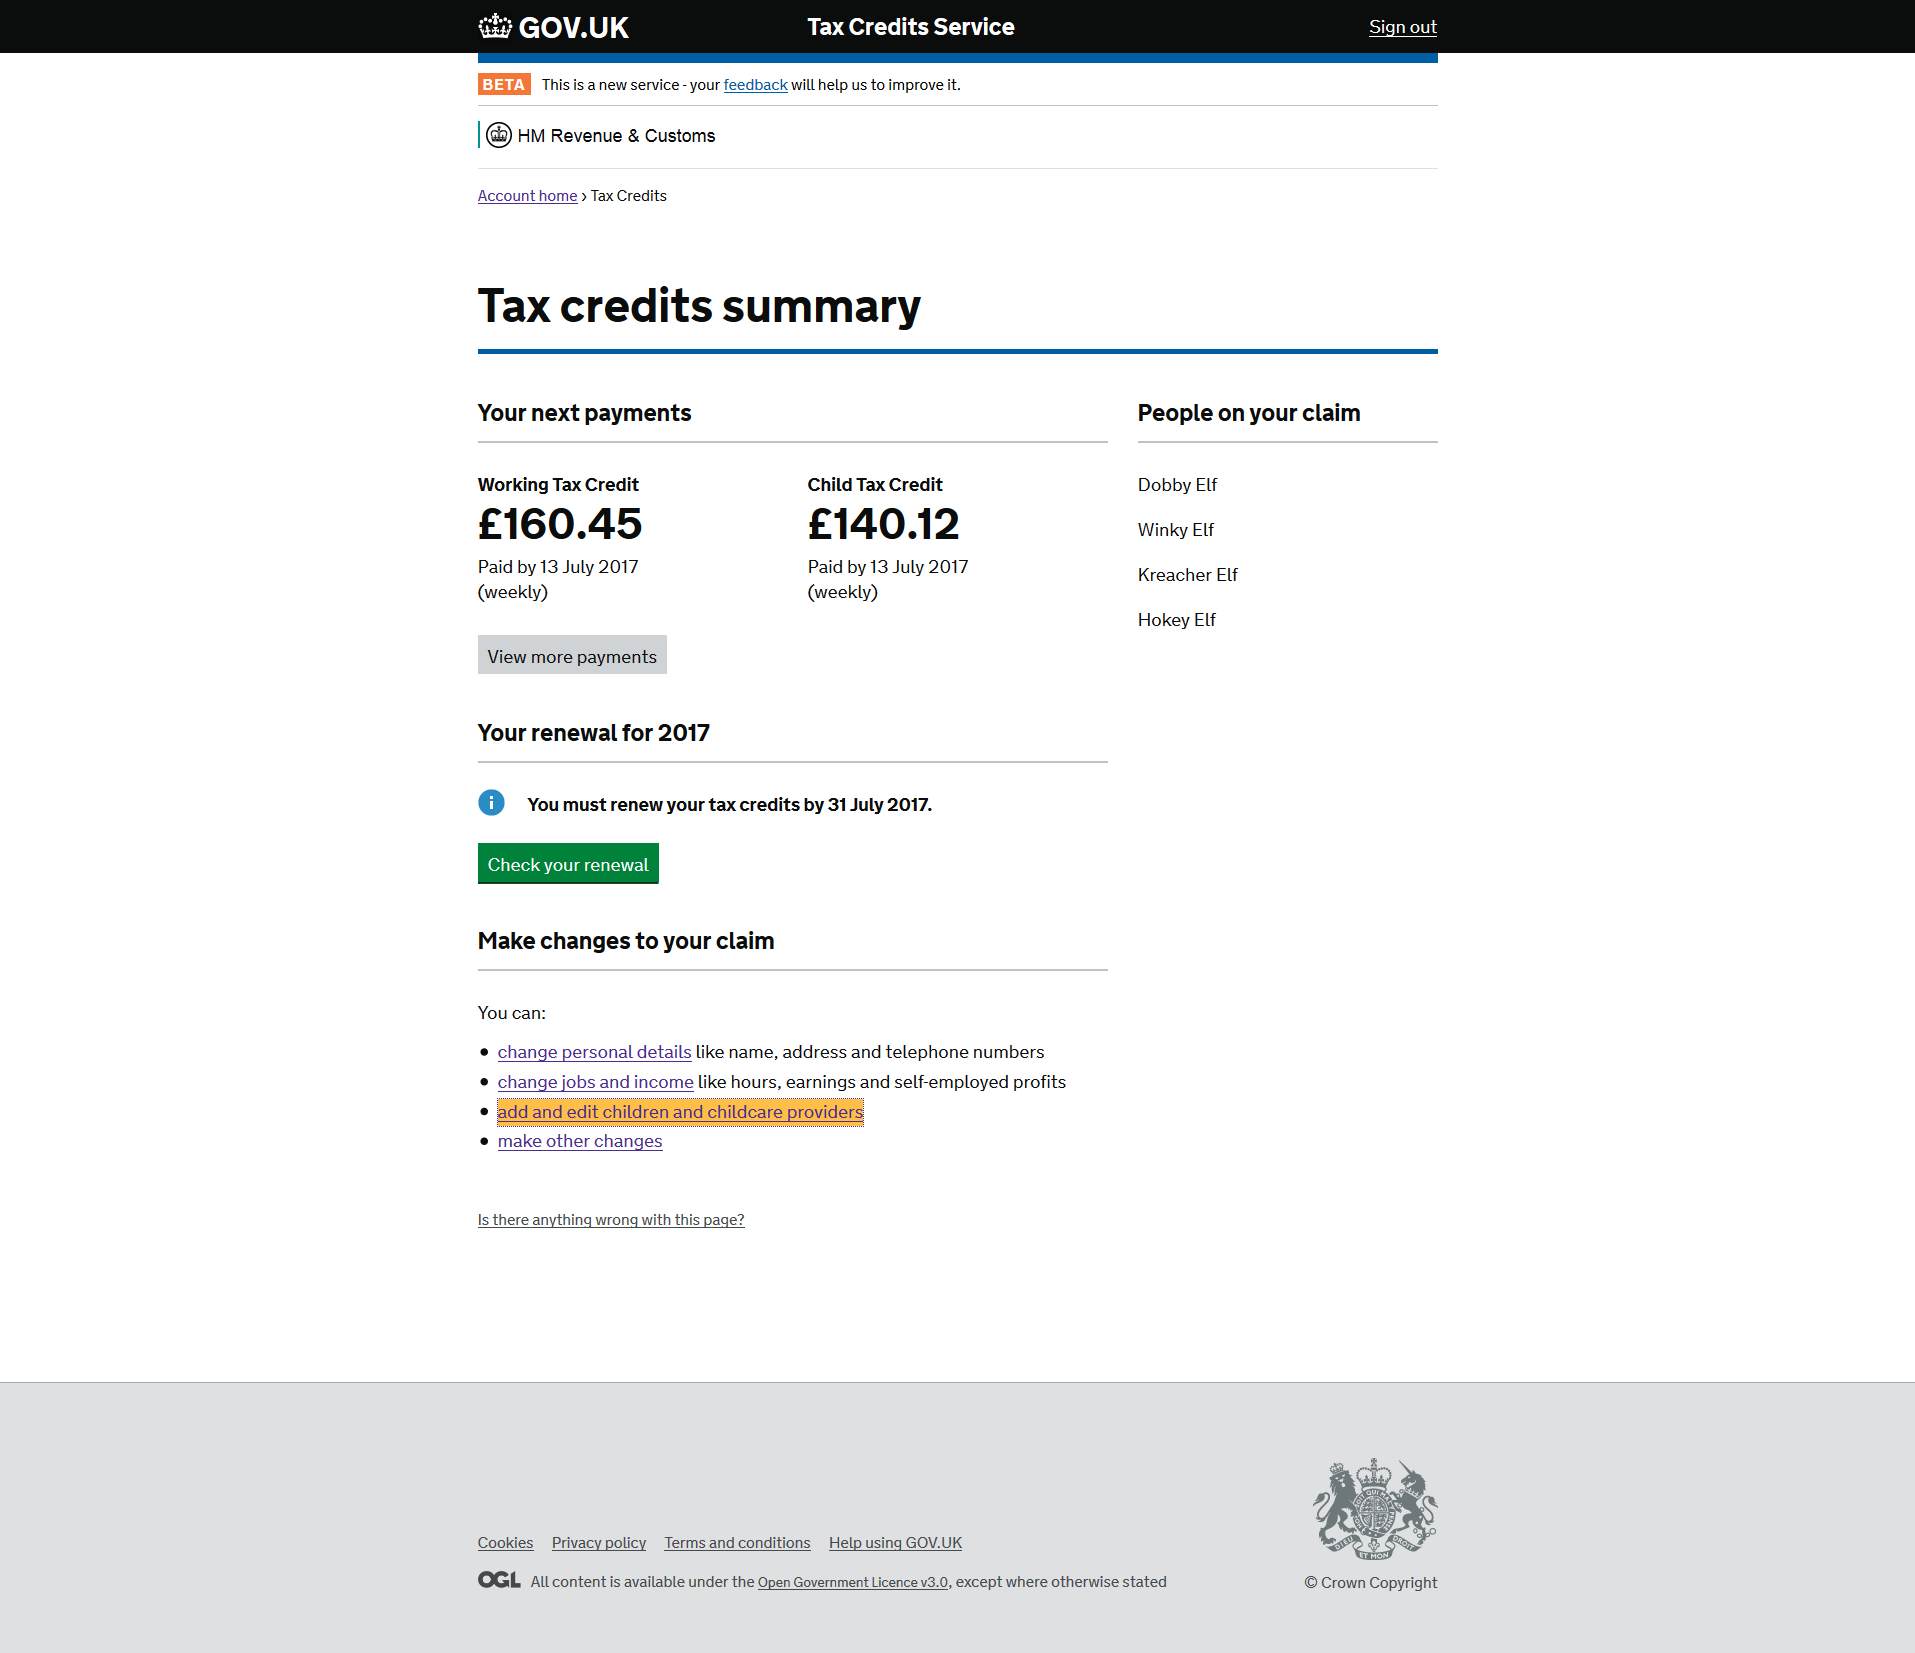 GOV.UK Tax Credits Service Sign out
BETA This is a new service - your feedback will help us to improve it.
HM Revenue & Customs
Account home › Tax Credits
Tax credits summary
Your next payments
Working Tax Credit
£160.45
Paid by 13 July 2017
(weekly)
Child Tax Credit
£140.12
Paid by 13 July 2017
(weekly)
View more payments
People on your claim
Dobby Elf
Winky Elf
Kreacher Elf
Hokey Elf
Your renewal for 2017
You must renew your tax credits by 31 July 2017.
Check your renewal
Make changes to your claim
You can:
• change personal details like name, address and telephone numbers
• change jobs and income like hours, earnings and self-employed profits
• add and edit children and childcare providers
• make other changes
Is there anything wrong with this page?
Cookies Privacy policy Terms and conditions Help using GOV.UK
OGL All content is available under the Open Government Licence v3.0, except where otherwise stated
DIEU ET MON DROIT
© Crown Copyright